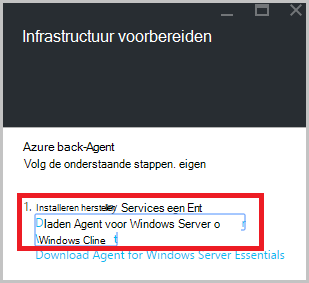 Infrastructuur voorbereiden
Azure back-Agent
Volg de onderstaande stappen. eigen
1. Installeren herstel Services een Ent
Dladen Agent voor Windows Server o
Windows Cline t
Download Agent for Windows Server Essentials